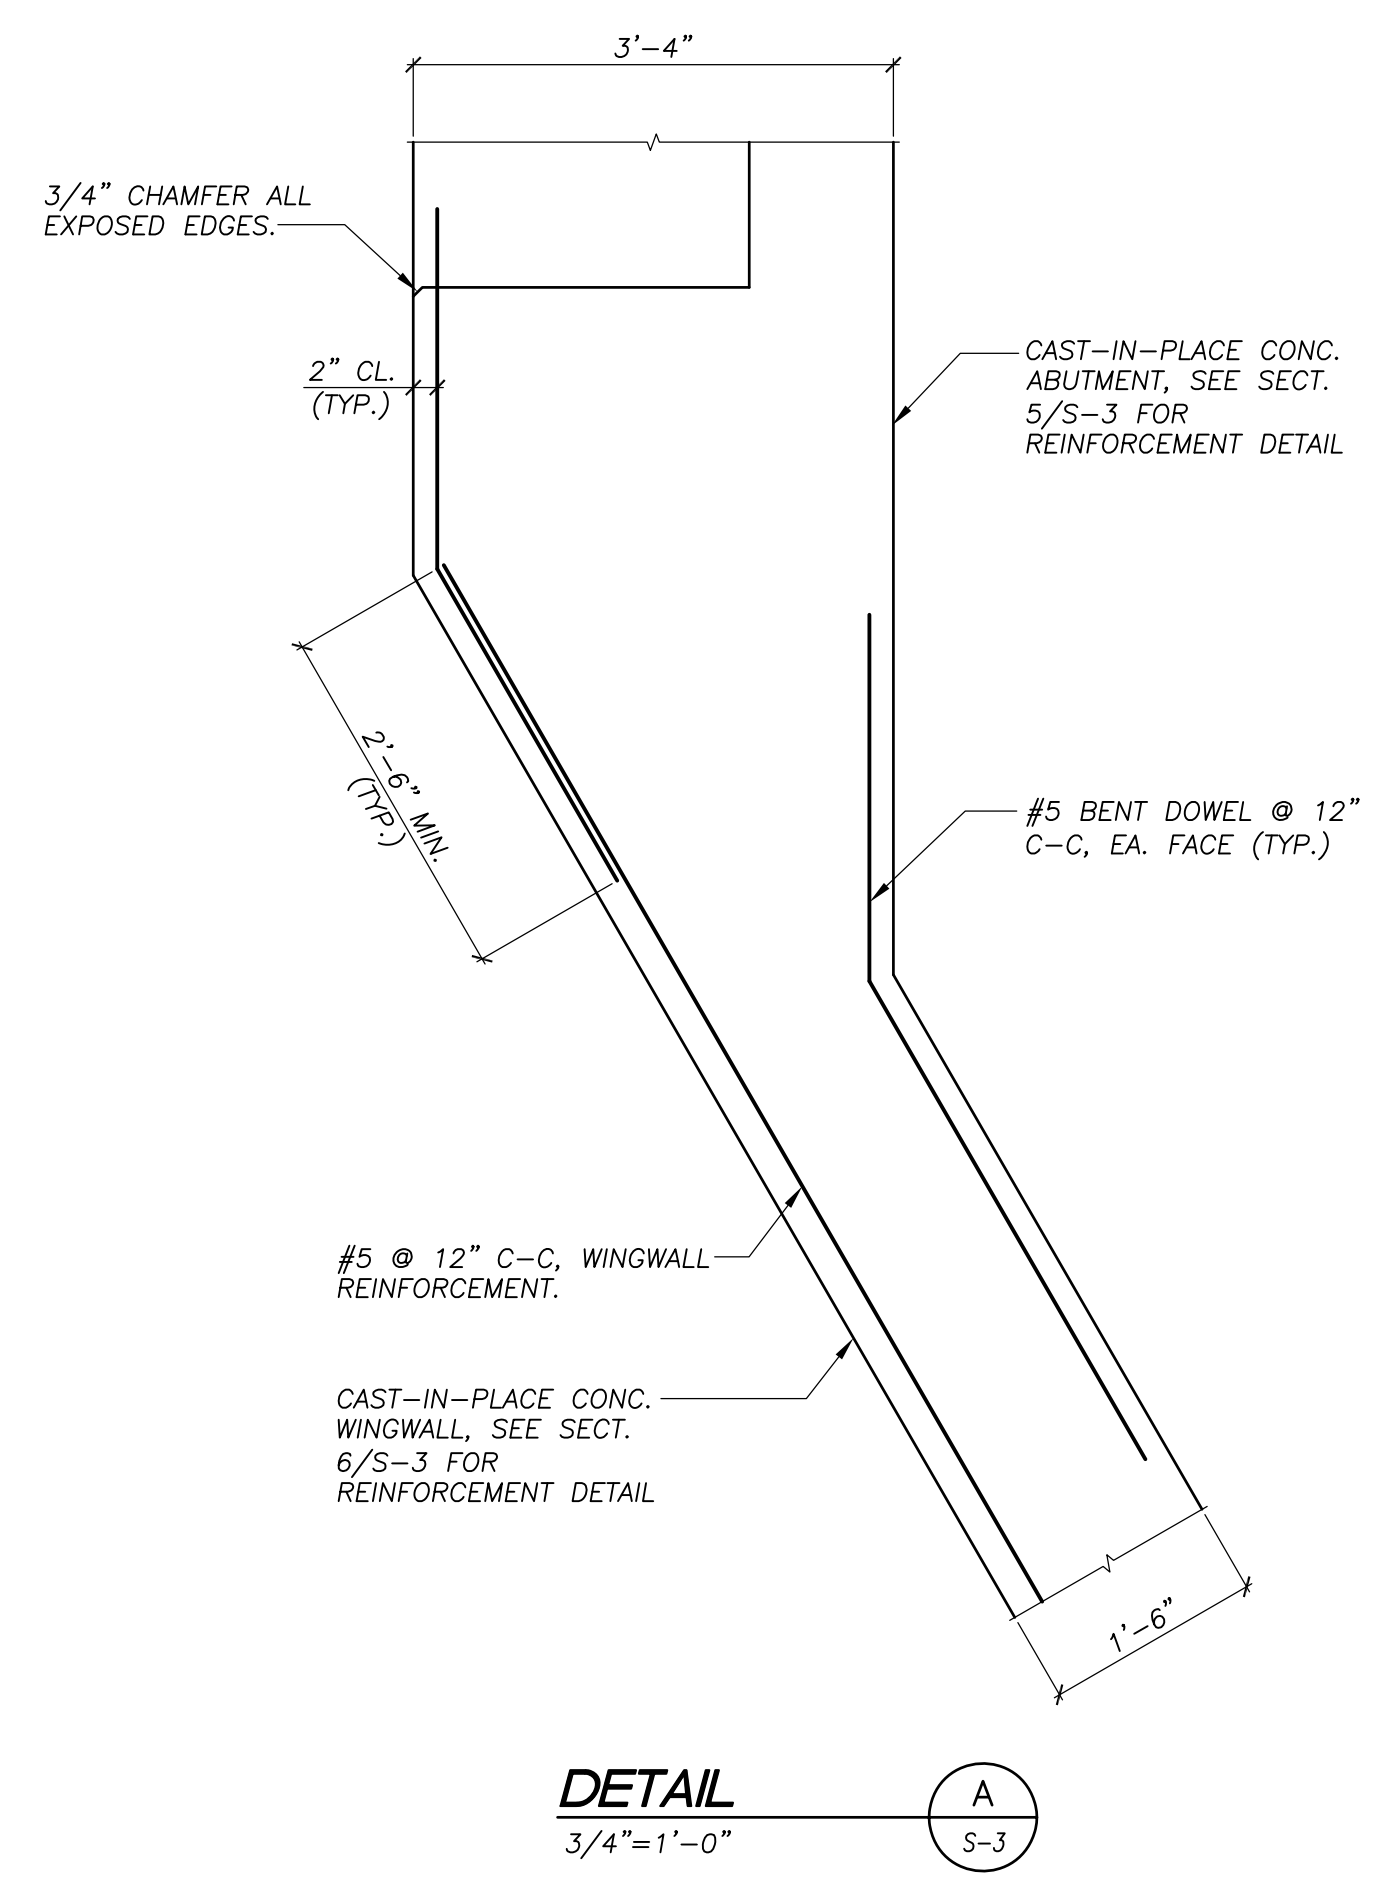 3'-4"
3/4" CHAMFER ALL
EXPOSED EDGES.
2" CL.
(TYP.)
CAST-IN-PLACE CONC.
ABUTMENT, SEE SECT.
5/S-3 FOR
REINFORCEMENT DETAIL
2'-6" MIN.
(TYP.)
#5 BENT DOWEL @ 12"
C-C, EA. FACE (TYP.)
#5 @ 12" C-C, WINGWALL
REINFORCEMENT.
CAST-IN-PLACE CONC.
WINGWALL, SEE SECT.
6/S-3 FOR
REINFORCEMENT DETAIL
1'-6"
DETAIL
3/4"=1'-0"
A
S-3